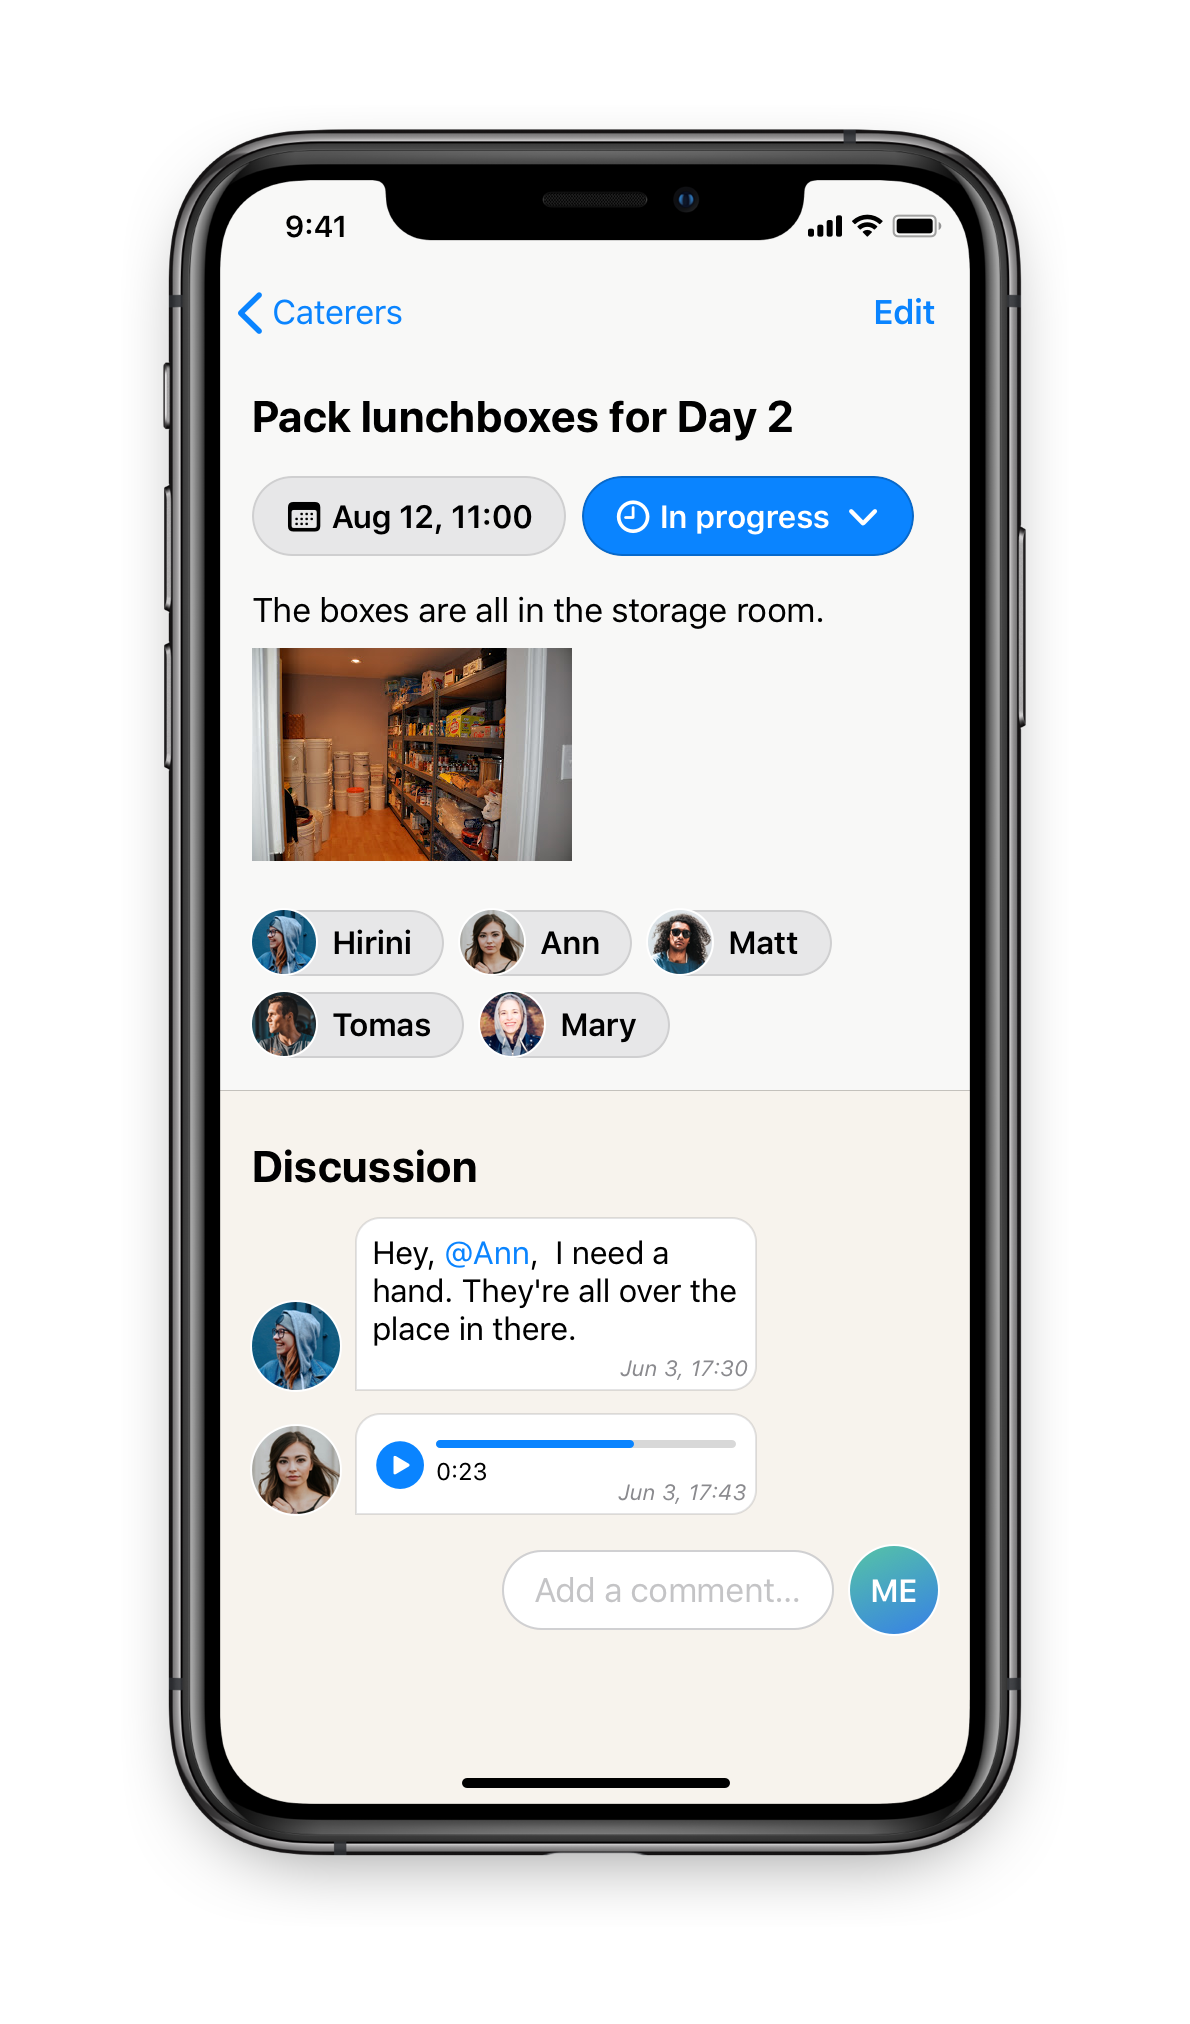 9:41
Caterers
Edit
Pack lunchboxes for Day 2
Aug 12, 11:00
In progress
The boxes are all in the storage room.
Hirini
Ann
Matt
Tomas
Mary
Discussion
Hey, @Ann,  I need a
hand. They're all over the
place in there.
Jun 3, 17:30
0:23
Jun 3, 17:43
Add a comment...
ME